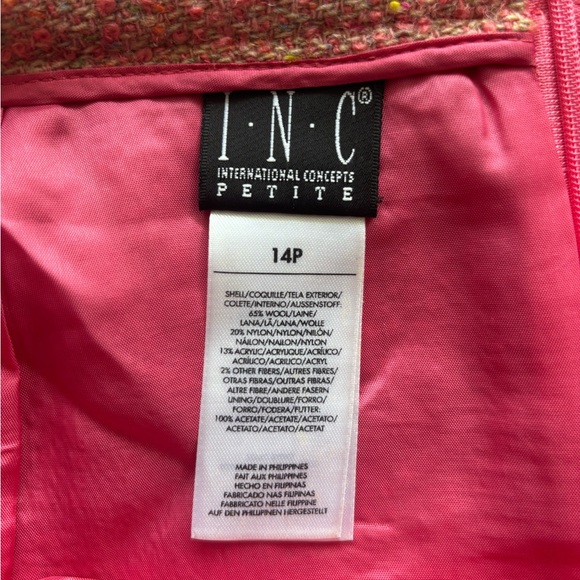 I·N·C®
INTERNATIONAL CONCEPTS
PETITE
14P
SHELL/COQUILLE/TELA EXTERIOR/
COLETE/INTERNO/AUSSENSTOFF:
65% WOOL/LAINE/
LANA/LÃ/LANA/WOLLE
20% NYLON/NYLON/NILÓN/
NÁILON/NAILON/NYLON
13% ACRYLIC/ACRYLIQUE/ACRÍLICO/
ACRÍLICO/ACRILICO/ACRYL
2% OTHER FIBERS/AUTRES FIBRES/
OTRAS FIBRAS/OUTRAS FIBRAS/
ALTRE FIBRE/ANDERE FASERN
LINING/DOUBLURE/FORRO/
FORRO/FODERA/FUTTER:
100% ACETATE/ACETATE/ACETATO/
ACETATO/ACETATO/ACETAT
MADE IN PHILIPPINES
FAIT AUX PHILIPPINES
HECHO EN FILIPINAS
FABRICADO NAS FILIPINAS
FABBRICATO NELLE FILIPPINE
AUF DEN PHILIPINEN HERGESTELLT